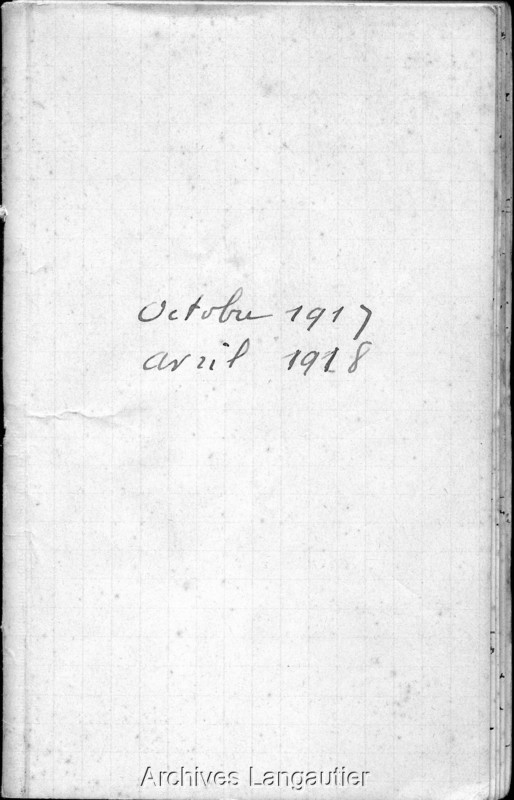 Octobre 1917
avril 1918
Archives Langautier